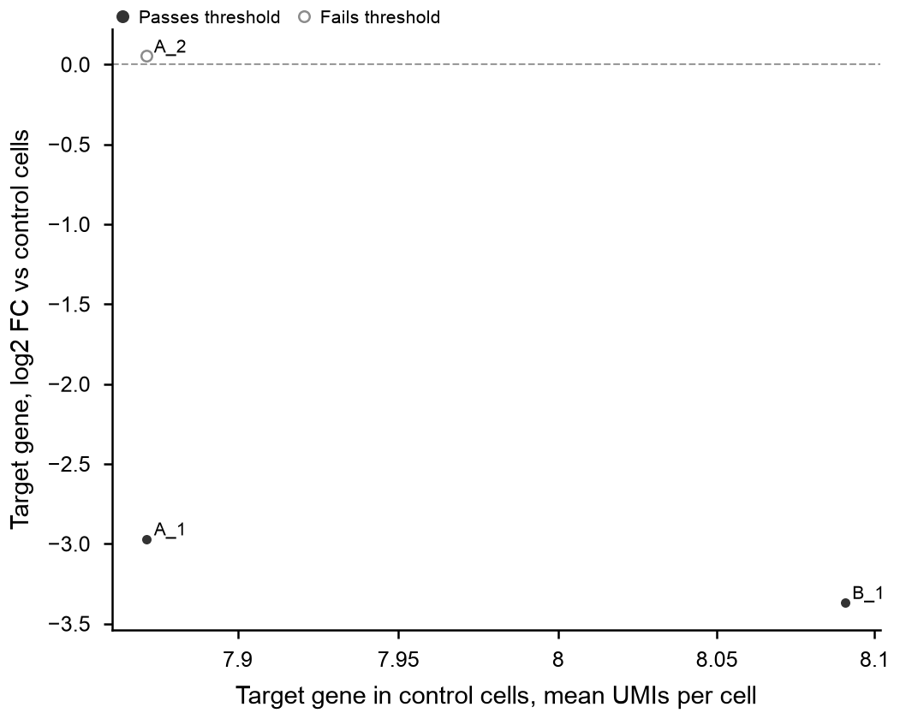 Passes threshold Fails threshold
A_2
0.0
−0.5
−1.0
−1.5
−2.0
−2.5
−3.0
−3.5
Target gene, log2 FC vs control cells
A_1
B_1
7.9 7.95 8 8.05 8.1
Target gene in control cells, mean UMIs per cell